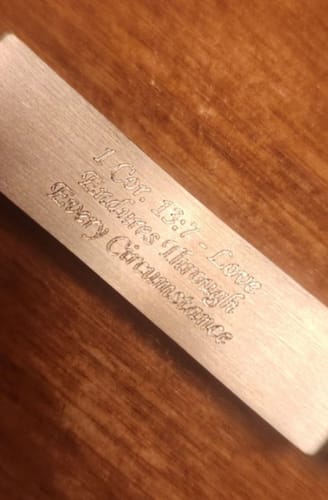 1 Cor. 13:7 - Love
Endures Through
Every Circumstance